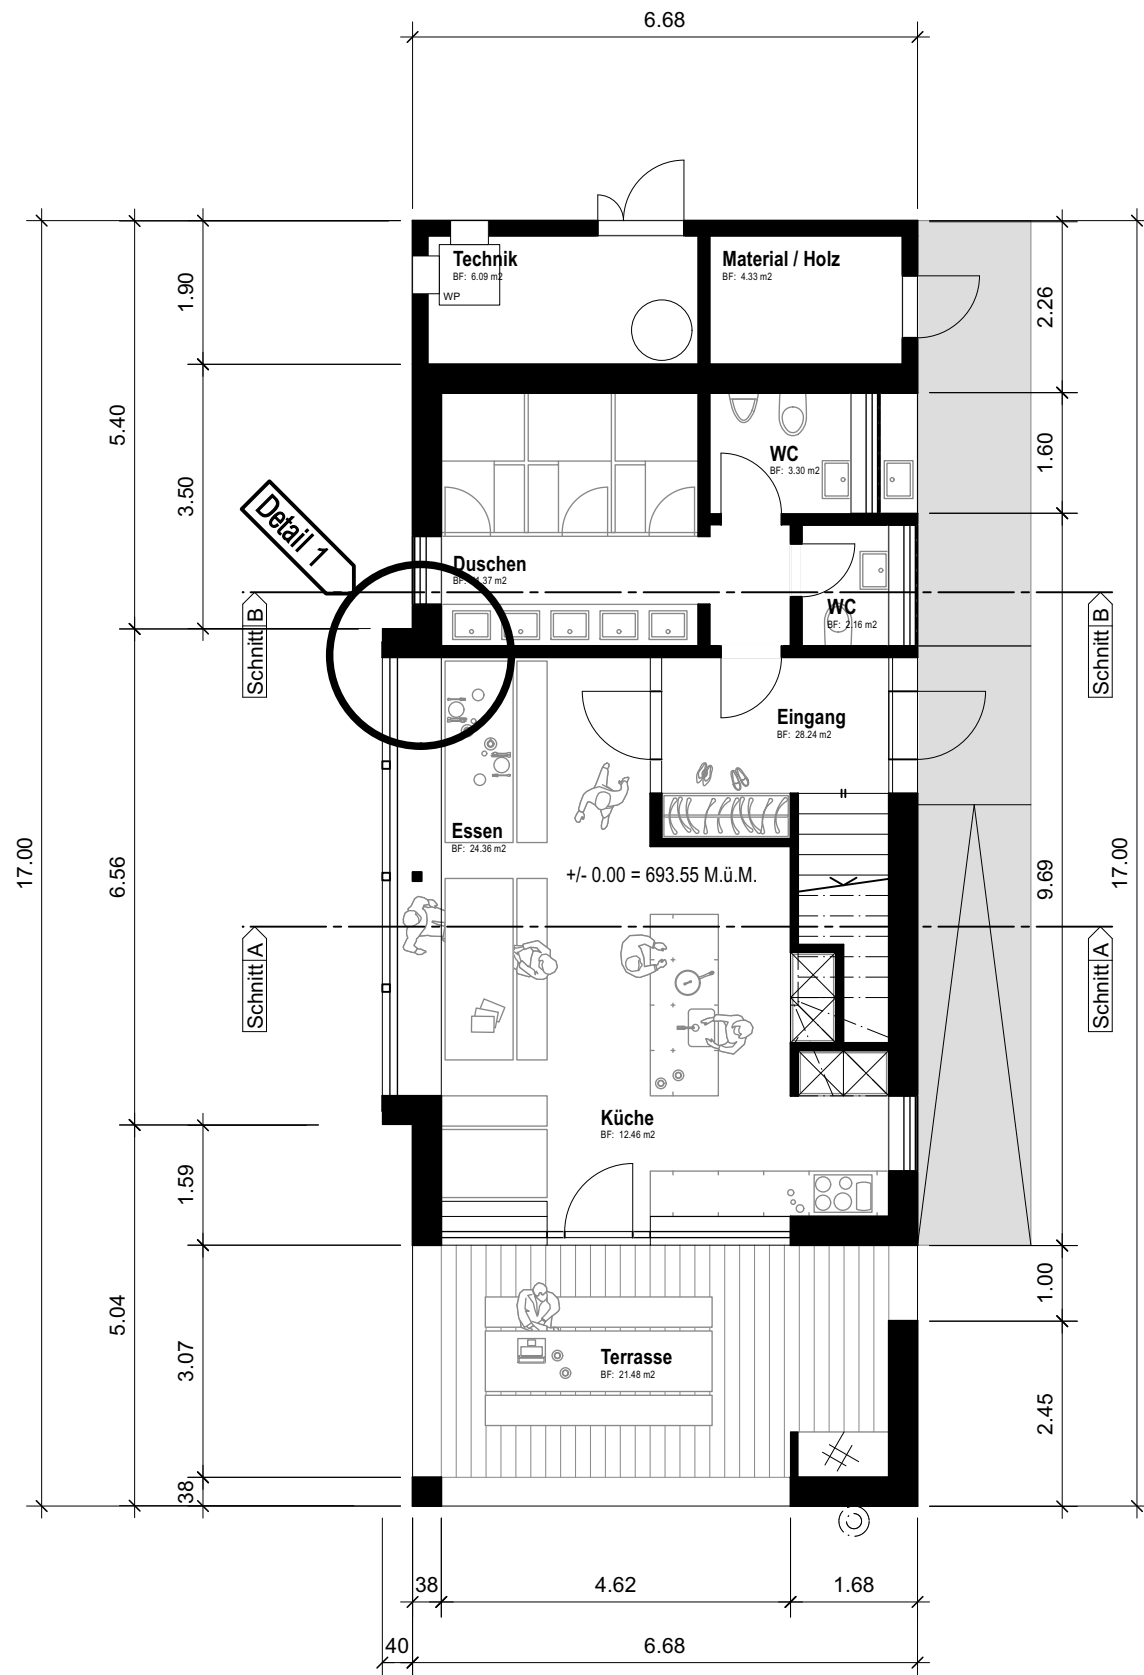 6.68
Technik
BF: 6.09 m2
WP
Material / Holz
BF: 4.33 m2
1.90
2.26
5.40
3.50
1.60
WC
BF: 3.30 m2
Detail 1
Duschen
.37 m2
WC
BF: 2.16 m2
Schnitt B
Schnitt B
Eingang
BF: 28.24 m2
Essen
BF: 24.36 m2
+/- 0.00 = 693.55 M.ü.M.
17.00
6.56
9.69
17.00
Schnitt A
Schnitt A
Küche
BF: 12.46 m2
1.59
5.04
3.07
1.00
Terrasse
BF: 21.48 m2
2.45
38
38
4.62
1.68
40
6.68